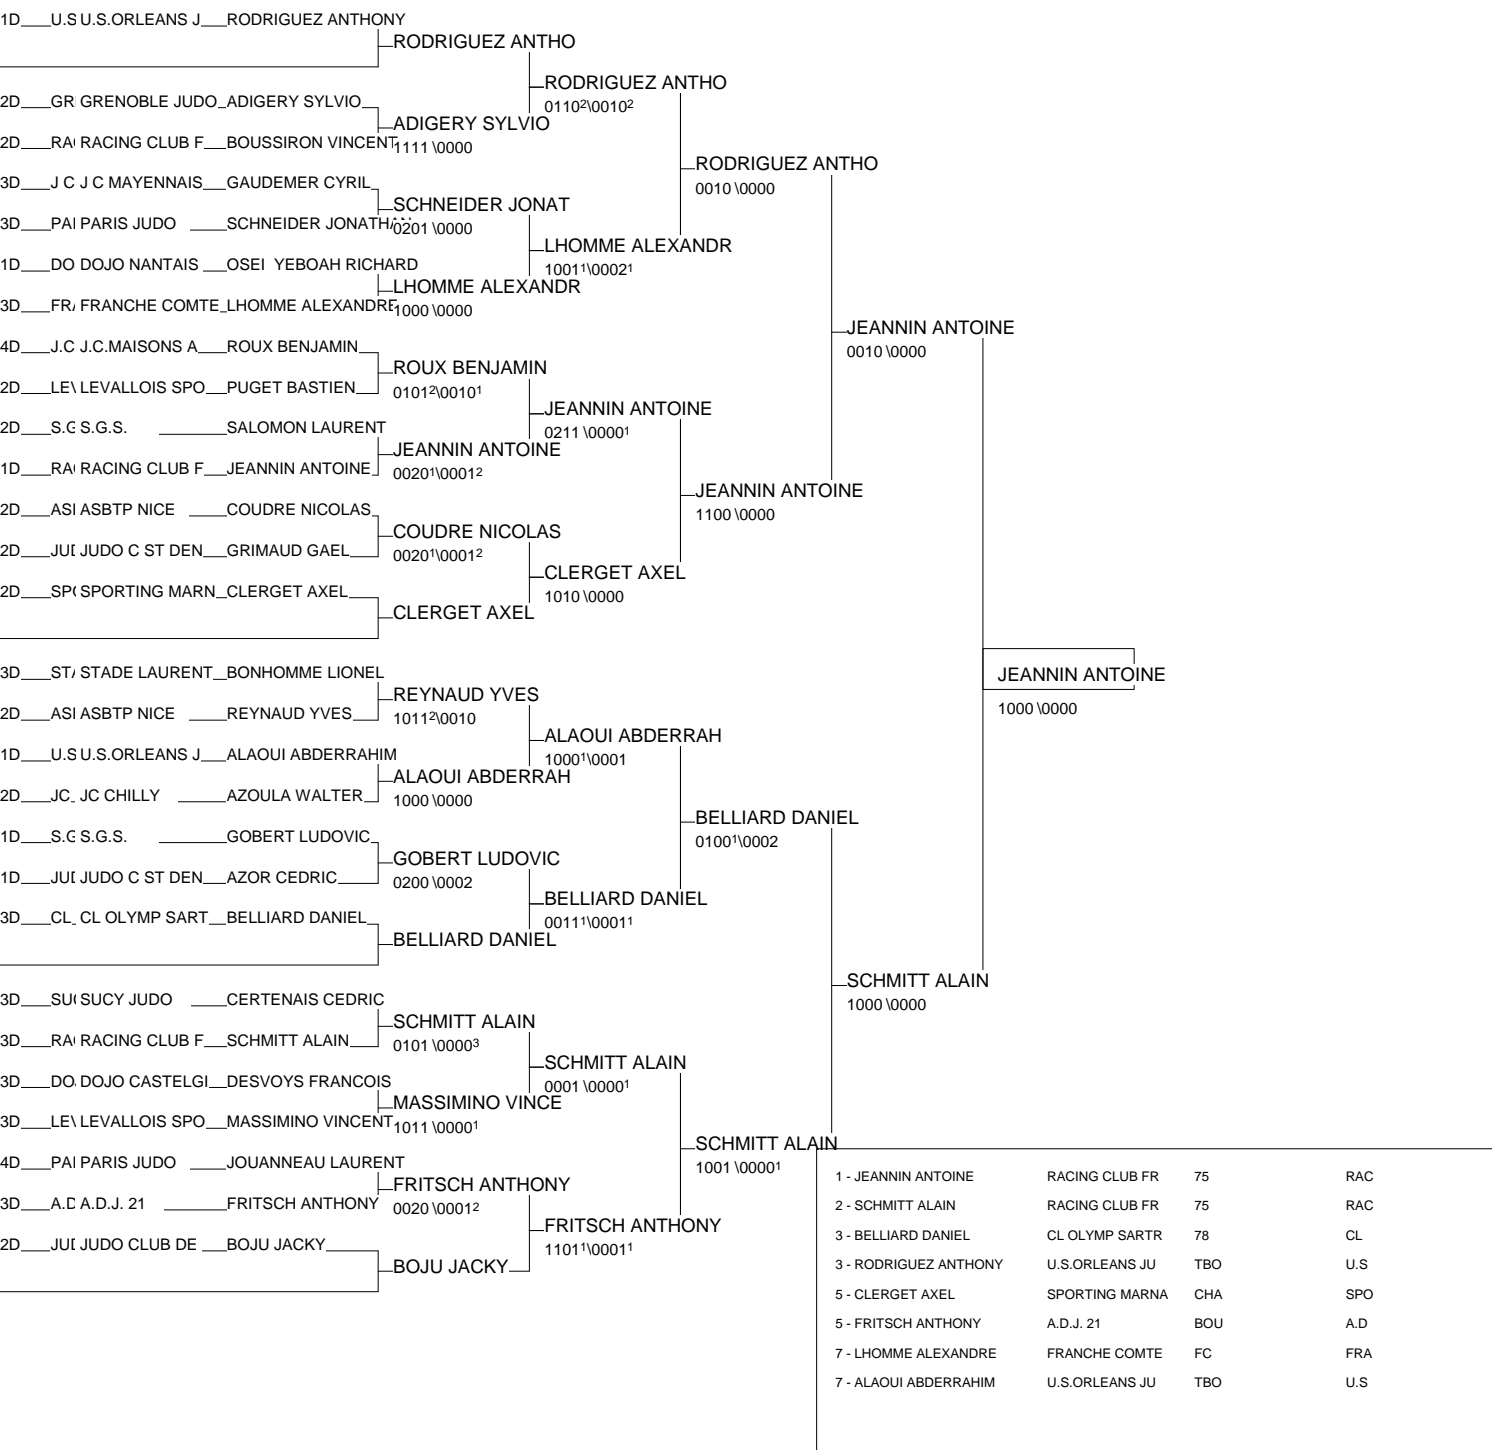 1D U.S U.S.ORLEANS J RODRIGUEZ ANTHONY
RODRIGUEZ ANTHO
RODRIGUEZ ANTHO
2D GR GRENOBLE JUDO ADIGERY SYLVIO
0110²\0010²
ADIGERY SYLVIO
2D RA RACING CLUB F BOUSSIRON VINCENT
1111 \0000
RODRIGUEZ ANTHO
0010 \0000
3D J C J C MAYENNAIS GAUDEMER CYRIL
SCHNEIDER JONAT
3D PA PARIS JUDO SCHNEIDER JONATHAN
0201 \0000
LHOMME ALEXANDR
1001¹\0002¹
1D DO DOJO NANTAIS OSEI YEBOAH RICHARD
LHOMME ALEXANDR
3D FR FRANCHE COMTE LHOMME ALEXANDRE
1000 \0000
JEANNIN ANTOINE
0010 \0000
4D J.C J.C.MAISONS A ROUX BENJAMIN
ROUX BENJAMIN
2D LEV LEVALLOIS SPO PUGET BASTIEN
0101²\0010¹
JEANNIN ANTOINE
0211 \0000¹
2D S.G S.G.S. SALOMON LAURENT
JEANNIN ANTOINE
1D RA RACING CLUB F JEANNIN ANTOINE
0020¹\0001²
JEANNIN ANTOINE
1100 \0000
2D AS ASBTP NICE COUDRE NICOLAS
COUDRE NICOLAS
2D JUD JUDO C ST DEN GRIMAUD GAEL
0020¹\0001²
CLERGET AXEL
1010 \0000
2D SP SPORTING MARN CLERGET AXEL
CLERGET AXEL
3D ST STADE LAURENT BONHOMME LIONEL
JEANNIN ANTOINE
1000 \0000
REYNAUD YVES
2D AS ASBTP NICE REYNAUD YVES
1011²\0010
ALAOUI ABDERRAH
1000¹\0001
1D U.S U.S.ORLEANS J ALAOUI ABDERRAHIM
ALAOUI ABDERRAH
2D JC JC CHILLY AZOULA WALTER
1000 \0000
BELLIARD DANIEL
0100¹\0002
1D S.G S.G.S. GOBERT LUDOVIC
GOBERT LUDOVIC
1D JUD JUDO C ST DEN AZOR CEDRIC
0200 \0002
BELLIARD DANIEL
0011¹\0001¹
3D CL CL OLYMP SART BELLIARD DANIEL
BELLIARD DANIEL
SCHMITT ALAIN
1000 \0000
3D SU SUCY JUDO CERTENAIS CEDRIC
SCHMITT ALAIN
3D RA RACING CLUB F SCHMITT ALAIN
0101 \0000³
SCHMITT ALAIN
0001 \0000¹
3D DO DOJO CASTELGI DESVOYS FRANCOIS
MASSIMINO VINCE
3D LEV LEVALLOIS SPO MASSIMINO VINCENT
1011 \0000¹
SCHMITT ALAIN
1001 \0000¹
4D PA PARIS JUDO JOUANNEAU LAURENT
FRITSCH ANTHONY
3D A.D A.D.J. 21 FRITSCH ANTHONY
0020 \0001²
FRITSCH ANTHONY
1101¹\0001¹
2D JUD JUDO CLUB DE BOJU JACKY
BOJU JACKY
1 - JEANNIN ANTOINE RACING CLUB FR 75 RAC
2 - SCHMITT ALAIN RACING CLUB FR 75 RAC
3 - BELLIARD DANIEL CL OLYMP SARTR 78 CL
3 - RODRIGUEZ ANTHONY U.S.ORLEANS JU TBO U.S
5 - CLERGET AXEL SPORTING MARNA CHA SPO
5 - FRITSCH ANTHONY A.D.J. 21 BOU A.D
7 - LHOMME ALEXANDRE FRANCHE COMTE FC FRA
7 - ALAOUI ABDERRAHIM U.S.ORLEANS JU TBO U.S